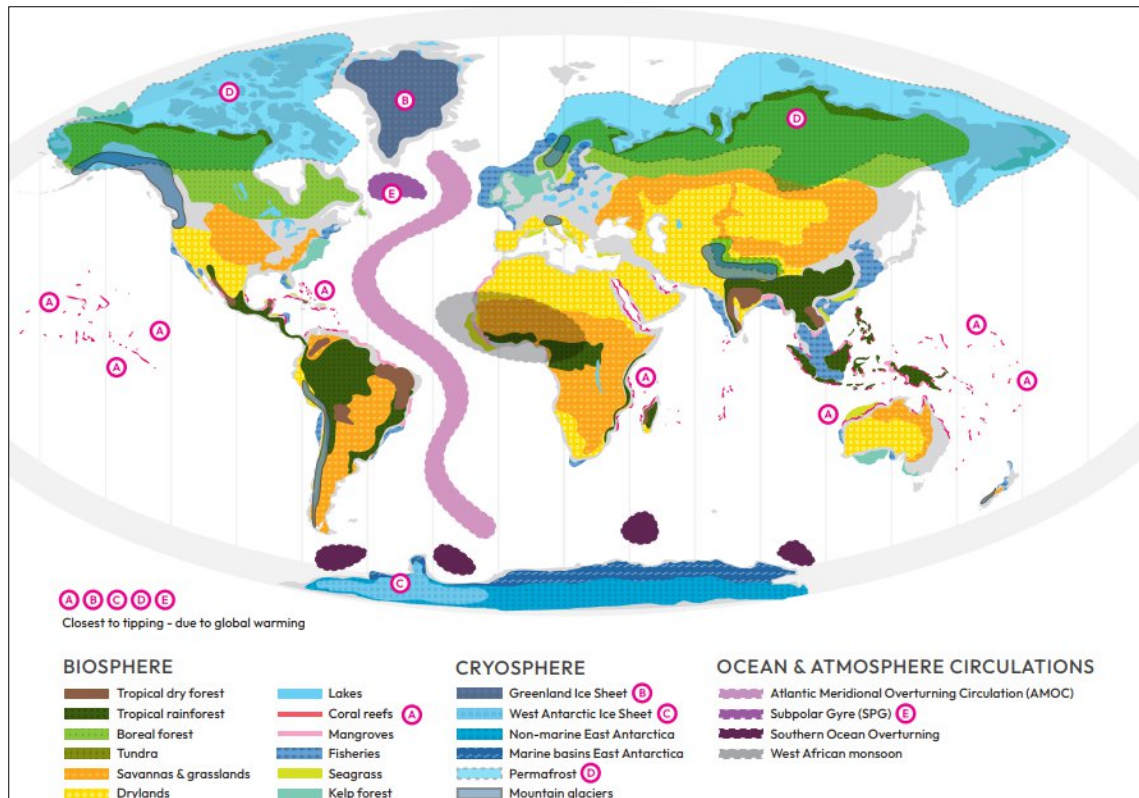 D
B
D
E
A
A
A
A
A
A
A
A
C
A B C D E
Closest to tipping - due to global warming
BIOSPHERE
Tropical dry forest
Tropical rainforest
Boreal forest
Tundra
Savannas & grasslands
Drylands
Lakes
Coral reefs A
Mangroves
Fisheries
Seagrass
Kelp forest
CRYOSPHERE
Greenland Ice Sheet B
West Antarctic Ice Sheet C
Non-marine East Antarctica
Marine basins East Antarctica
Permafrost D
Mountain glaciers
OCEAN & ATMOSPHERE CIRCULATIONS
Atlantic Meridional Overturning Circulation (AMOC)
Subpolar Gyre (SPG) E
Southern Ocean Overturning
West African monsoon